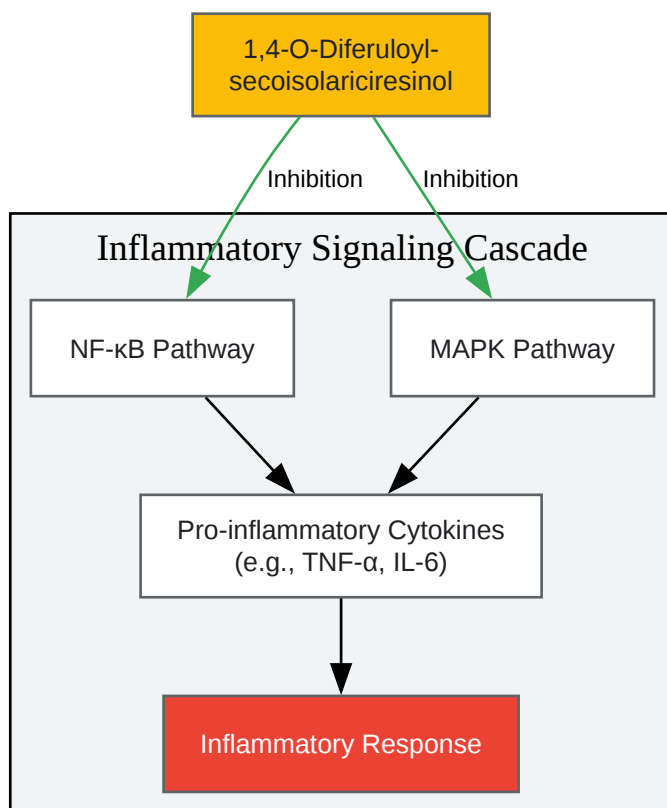 1,4-O-Diferuloyl-
secoisolariciresinol
Inhibition
Inhibition
Inflammatory Signaling Cascade
NF-κB Pathway
MAPK Pathway
Pro-inflammatory Cytokines
(e.g., TNF-α, IL-6)
Inflammatory Response